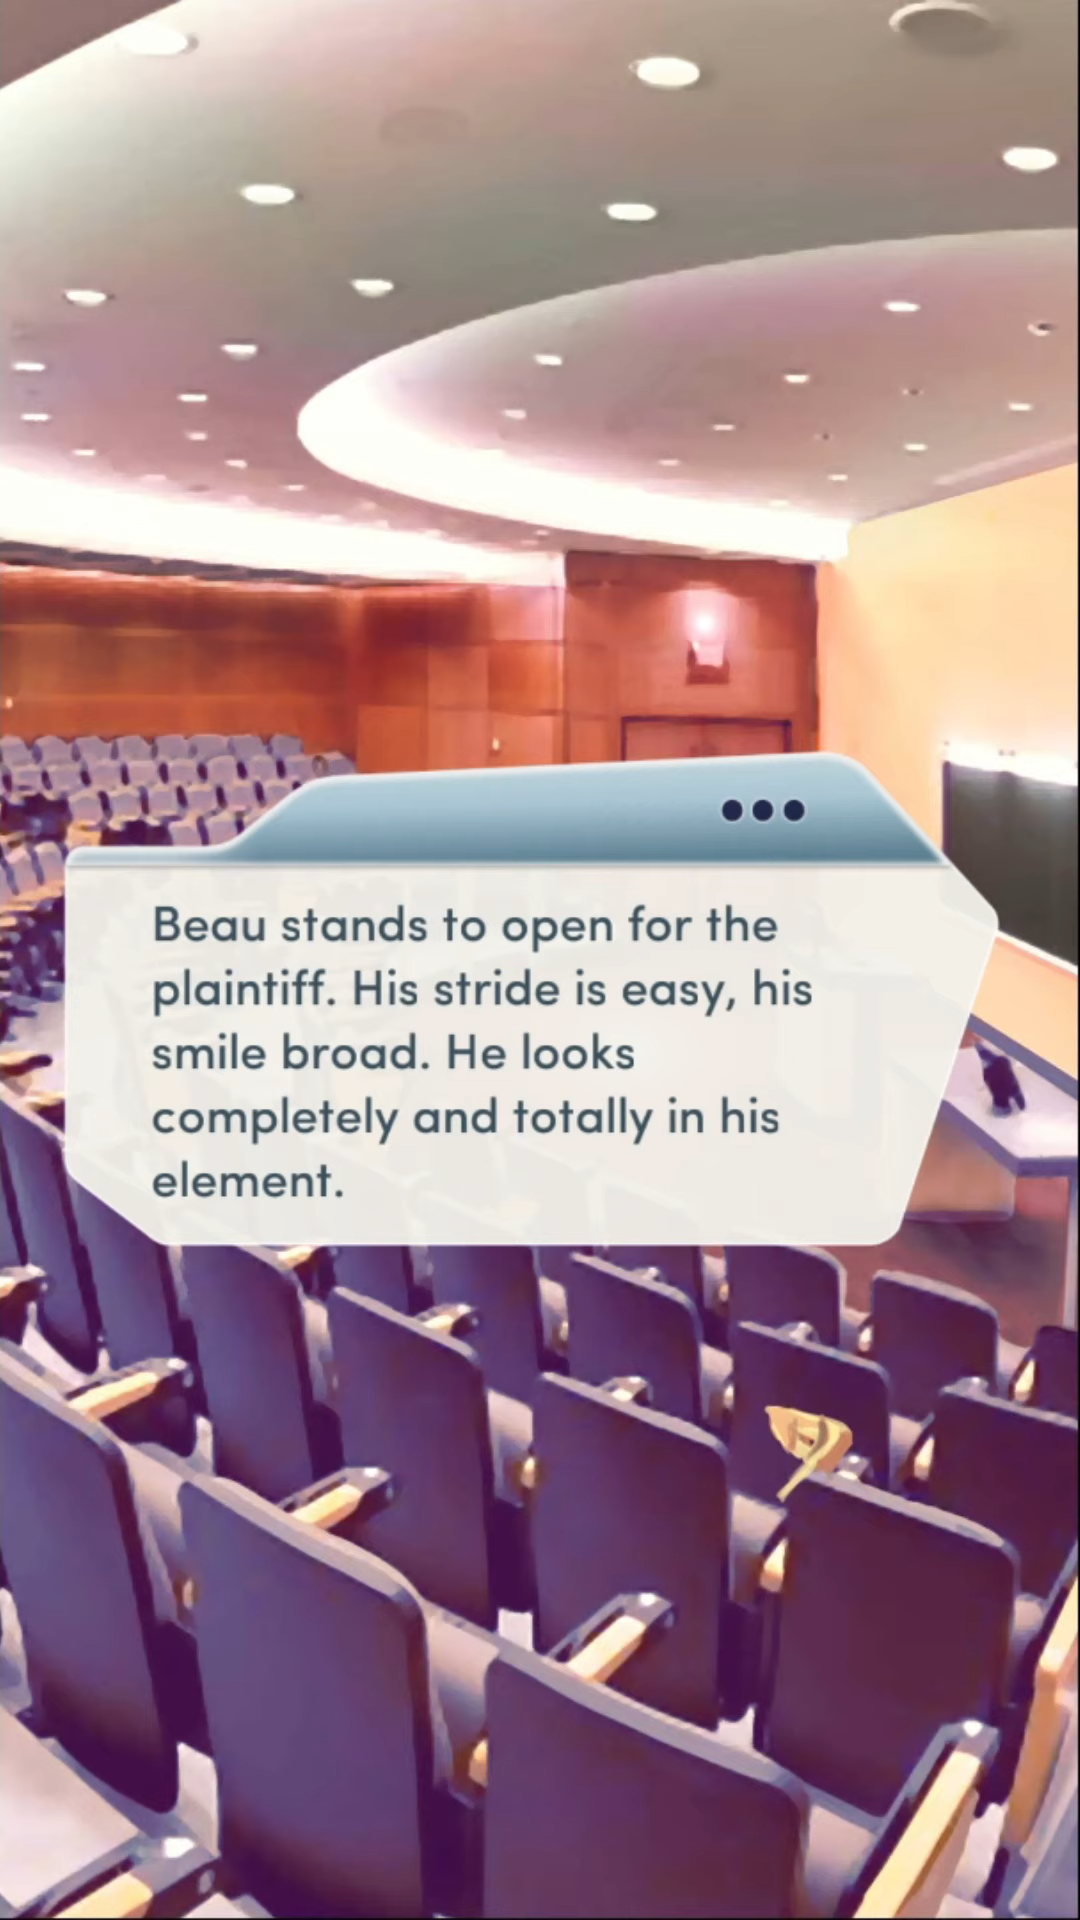 Beau stands to open for the
plaintiff. His stride is easy, his
smile broad. He looks
completely and totally in his
element.